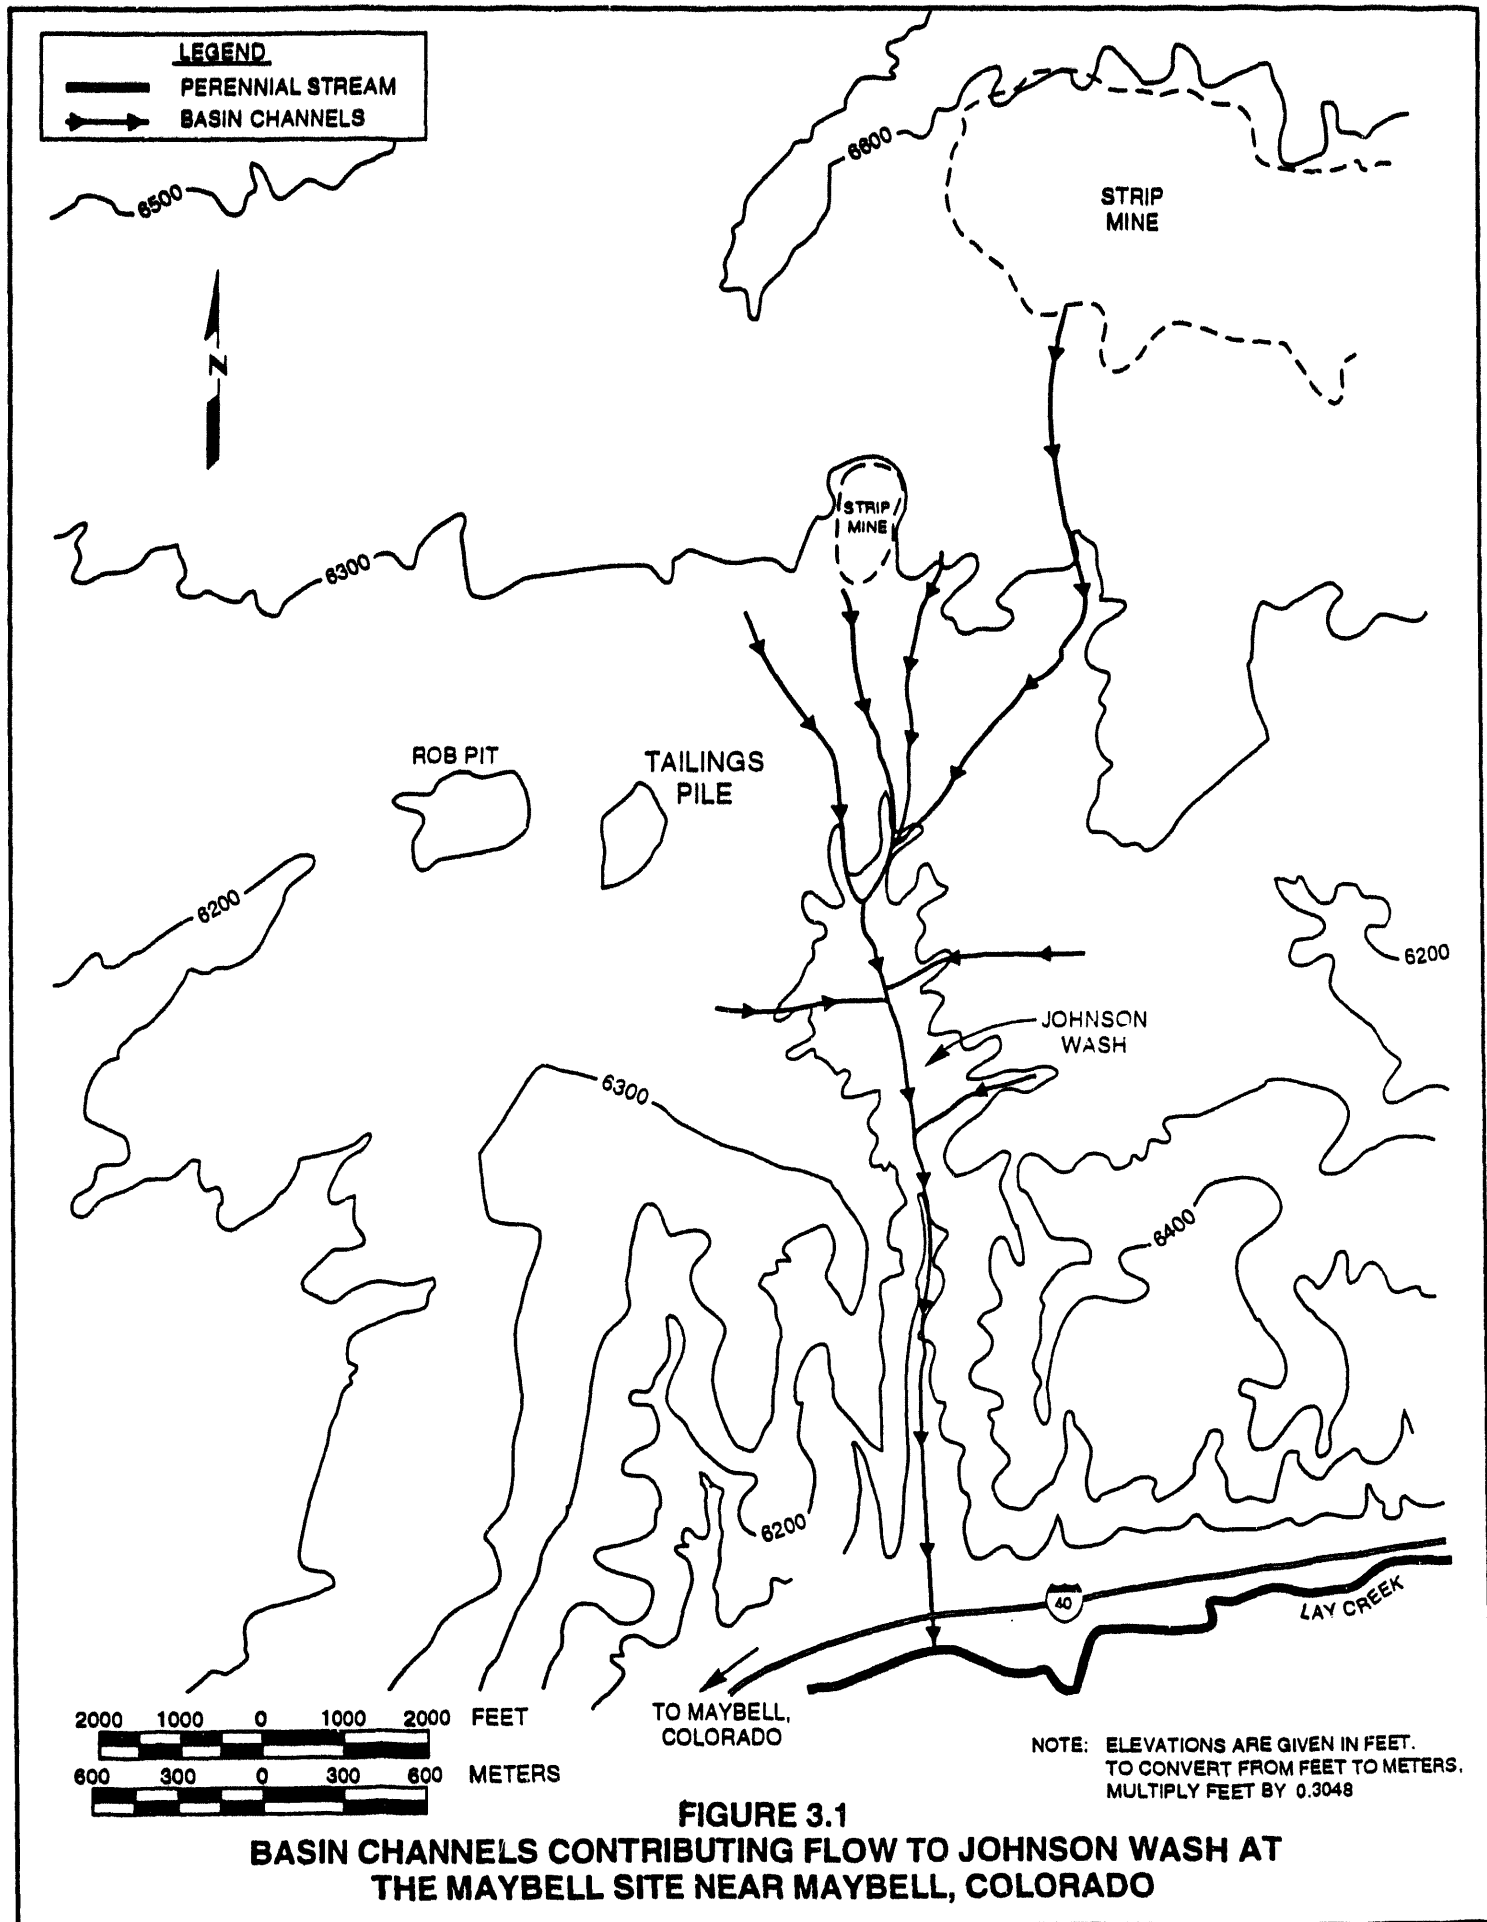 LEGEND
PERENNIAL STREAM
BASIN CHANNELS
6500
6600
STRIP
MINE
N
STRIP
MINE
6300
ROB PIT
TAILINGS
PILE
6200
6200
JOHNSON
WASH
6300
6400
6200
40
LAY CREEK
TO MAYBELL,
COLORADO
2000 1000 0 1000 2000 FEET
600 300 0 300 600 METERS
NOTE: ELEVATIONS ARE GIVEN IN FEET.
TO CONVERT FROM FEET TO METERS,
MULTIPLY FEET BY 0.3048
FIGURE 3.1
BASIN CHANNELS CONTRIBUTING FLOW TO JOHNSON WASH AT
THE MAYBELL SITE NEAR MAYBELL, COLORADO